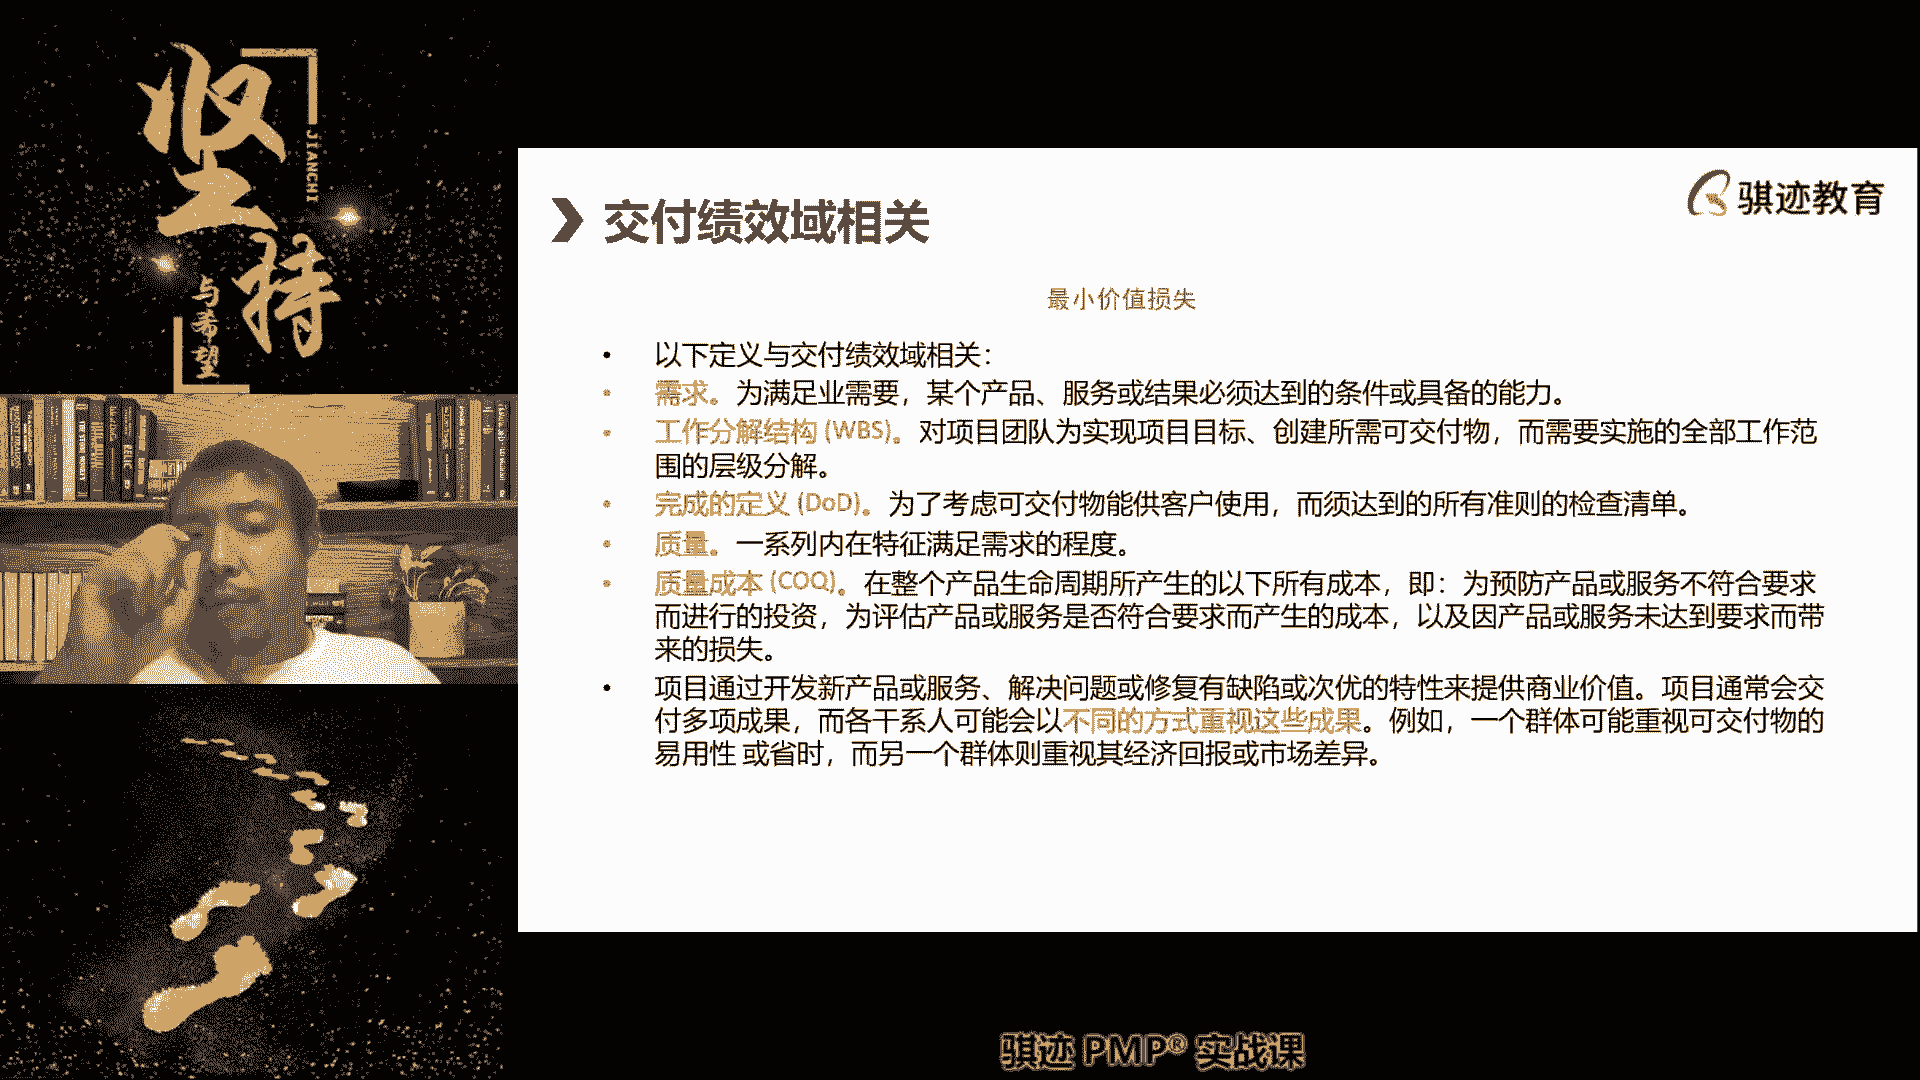 坚持
JIANCHI
与希望
骐迹教育
交付绩效域相关
最小价值损失
• 以下定义与交付绩效域相关：
• 需求。为满足业需要，某个产品、服务或结果必须达到的条件或具备的能力。
• 工作分解结构 (WBS)。对项目团队为实现项目目标、创建所需可交付物，而需要实施的全部工作范
围的层级分解。
• 完成的定义 (DoD)。为了考虑可交付物能供客户使用，而须达到的所有准则的检查清单。
• 质量。一系列内在特征满足需求的程度。
• 质量成本 (COQ)。在整个产品生命周期所产生的以下所有成本，即：为预防产品或服务不符合要求
而进行的投资，为评估产品或服务是否符合要求而产生的成本，以及因产品或服务未达到要求而带
来的损失。
• 项目通过开发新产品或服务、解决问题或修复有缺陷或次优的特性来提供商业价值。项目通常会交
付多项成果，而各干系人可能会以不同的方式重视这些成果。例如，一个群体可能重视可交付物的
易用性 或省时，而另一个群体则重视其经济回报或市场差异。
骐迹 PMP® 实战课